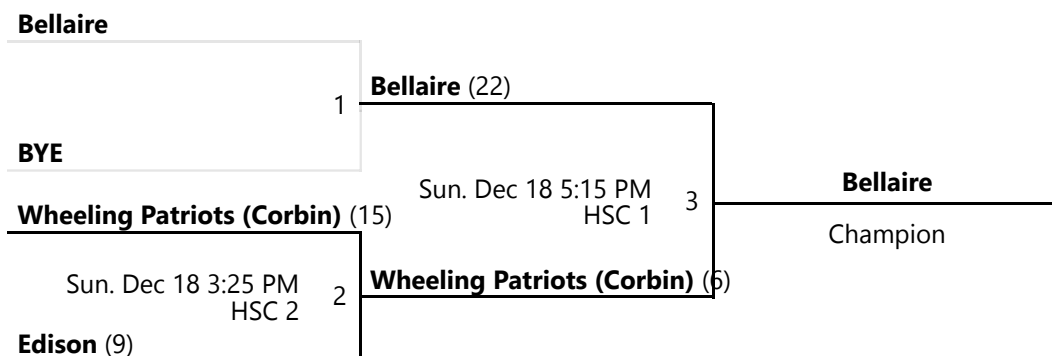 Bellaire
1
Bellaire (22)
BYE
Sun. Dec 18 5:15 PM
HSC 1
3
Bellaire
Champion
Wheeling Patriots (Corbin) (15)
Sun. Dec 18 3:25 PM
HSC 2
2
Wheeling Patriots (Corbin) (6)
Edison (9)